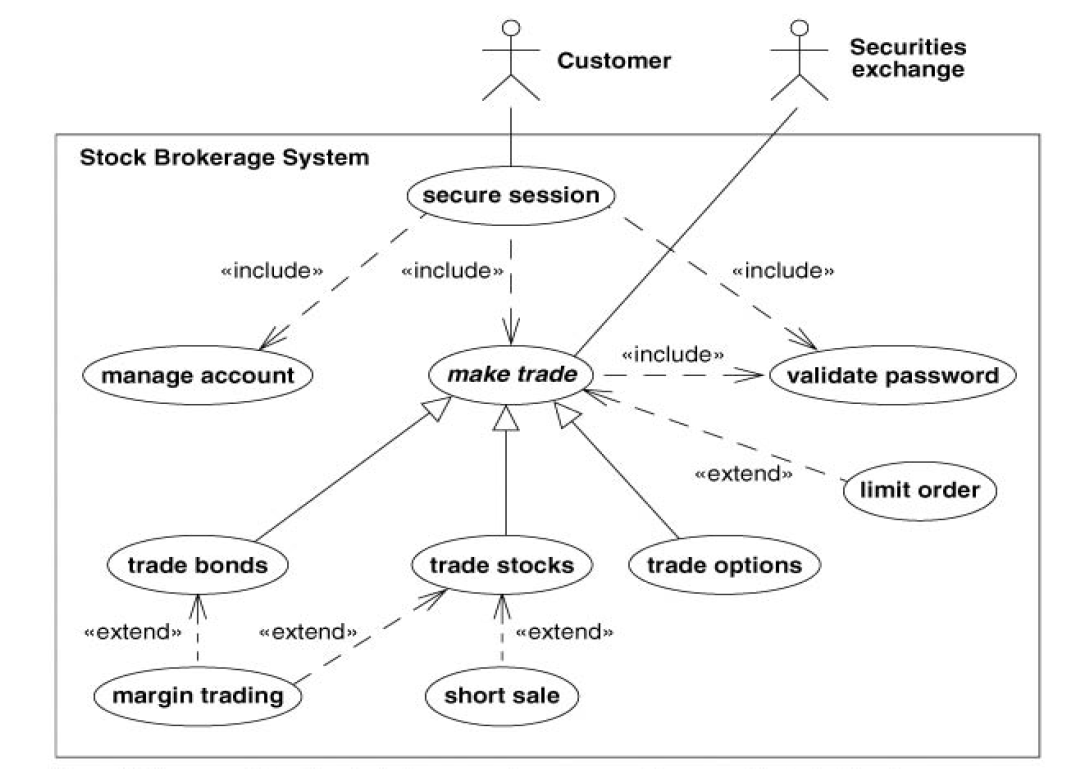 Customer
Securities
exchange
Stock Brokerage System
secure session
«include»
«include»
«include»
manage account
make trade
«include»
validate password
«extend»
limit order
trade bonds
trade stocks
trade options
«extend»
«extend»
«extend»
margin trading
short sale